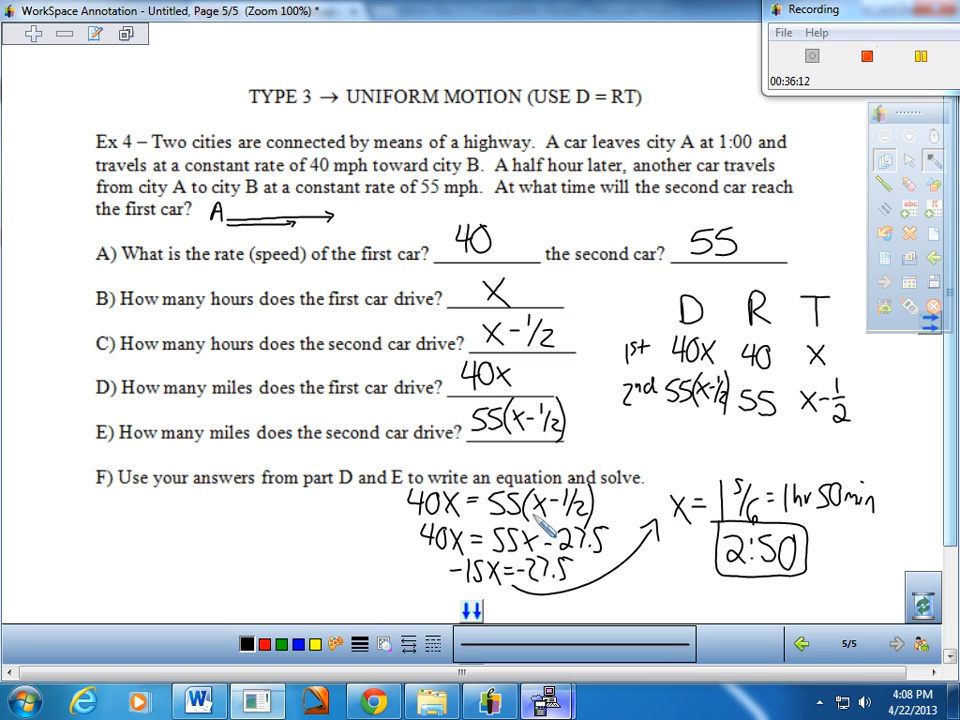 WorkSpace Annotation - Untitled, Page 5/5 (Zoom 100%) *
Recording
File Help
00:36:12
TYPE 3 → UNIFORM MOTION (USE D = RT)
Ex 4 – Two cities are connected by means of a highway. A car leaves city A at 1:00 and
travels at a constant rate of 40 mph toward city B. A half hour later, another car travels
from city A to city B at a constant rate of 55 mph. At what time will the second car reach
the first car? A
A) What is the rate (speed) of the first car? 40 the second car? 55
B) How many hours does the first car drive? X
C) How many hours does the second car drive? X-1/2
D) How many miles does the first car drive? 40X
E) How many miles does the second car drive? 55(X-1/2)
D R T
1st 40X 40 X
2nd 55(X-1/2) 55 X-1/2
F) Use your answers from part D and E to write an equation and solve.
40X = 55(X-1/2)
40X = 55X-27.5
-15X=-27.5
X = 1 5/6 = 1hr 50min
2:50
5/5
4:08 PM
4/22/2013